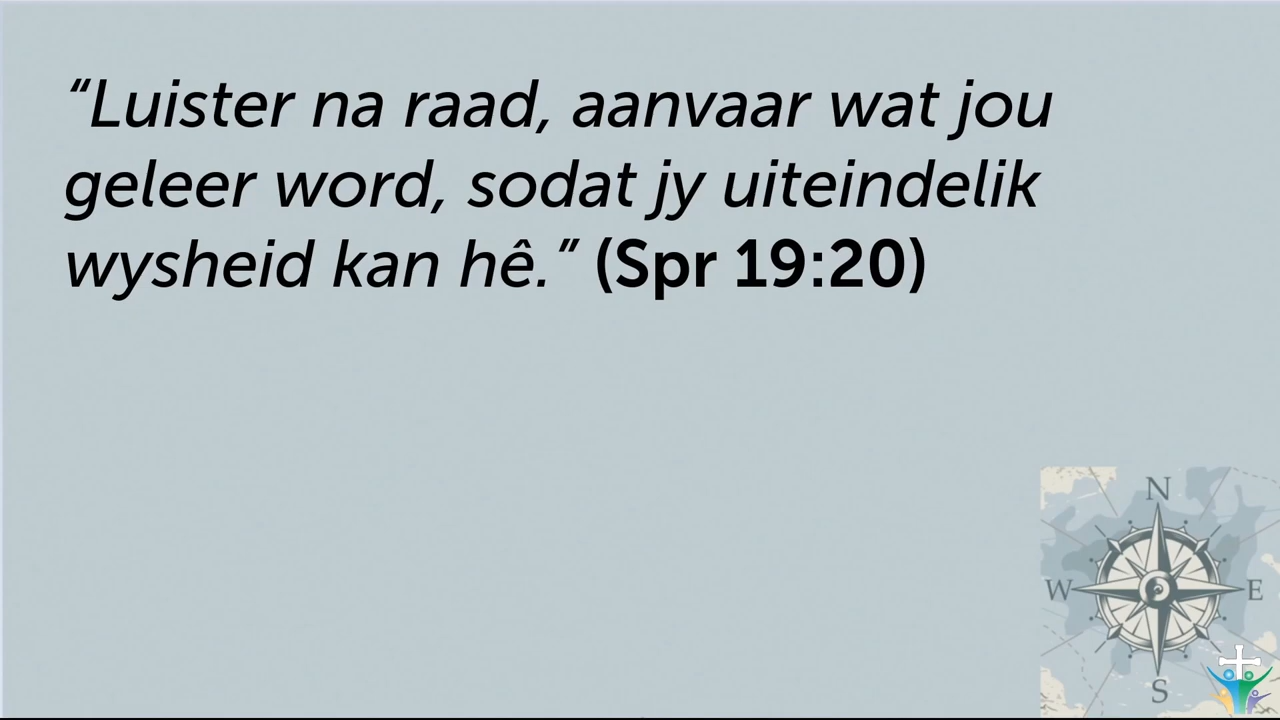 “Luister na raad, aanvaar wat jou
geleer word, sodat jy uiteindelik
wysheid kan hê.” (Spr 19:20)
N
W E
S